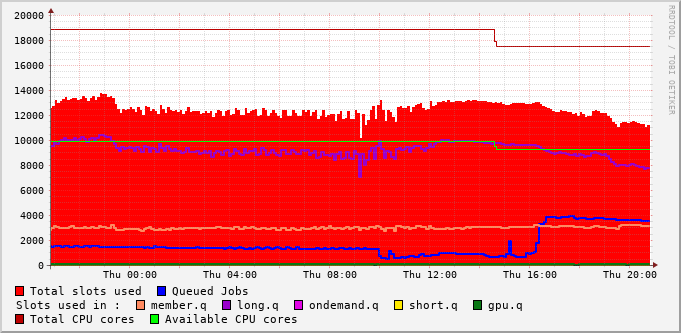 20000
18000
16000
14000
12000
10000
8000
6000
4000
2000
0
Thu 00:00 Thu 04:00 Thu 08:00 Thu 12:00 Thu 16:00 Thu 20:00
RRDTOOL / TOBI OETIKER
Total slots used Queued Jobs
Slots used in : member.q long.q ondemand.q short.q gpu.q
Total CPU cores Available CPU cores